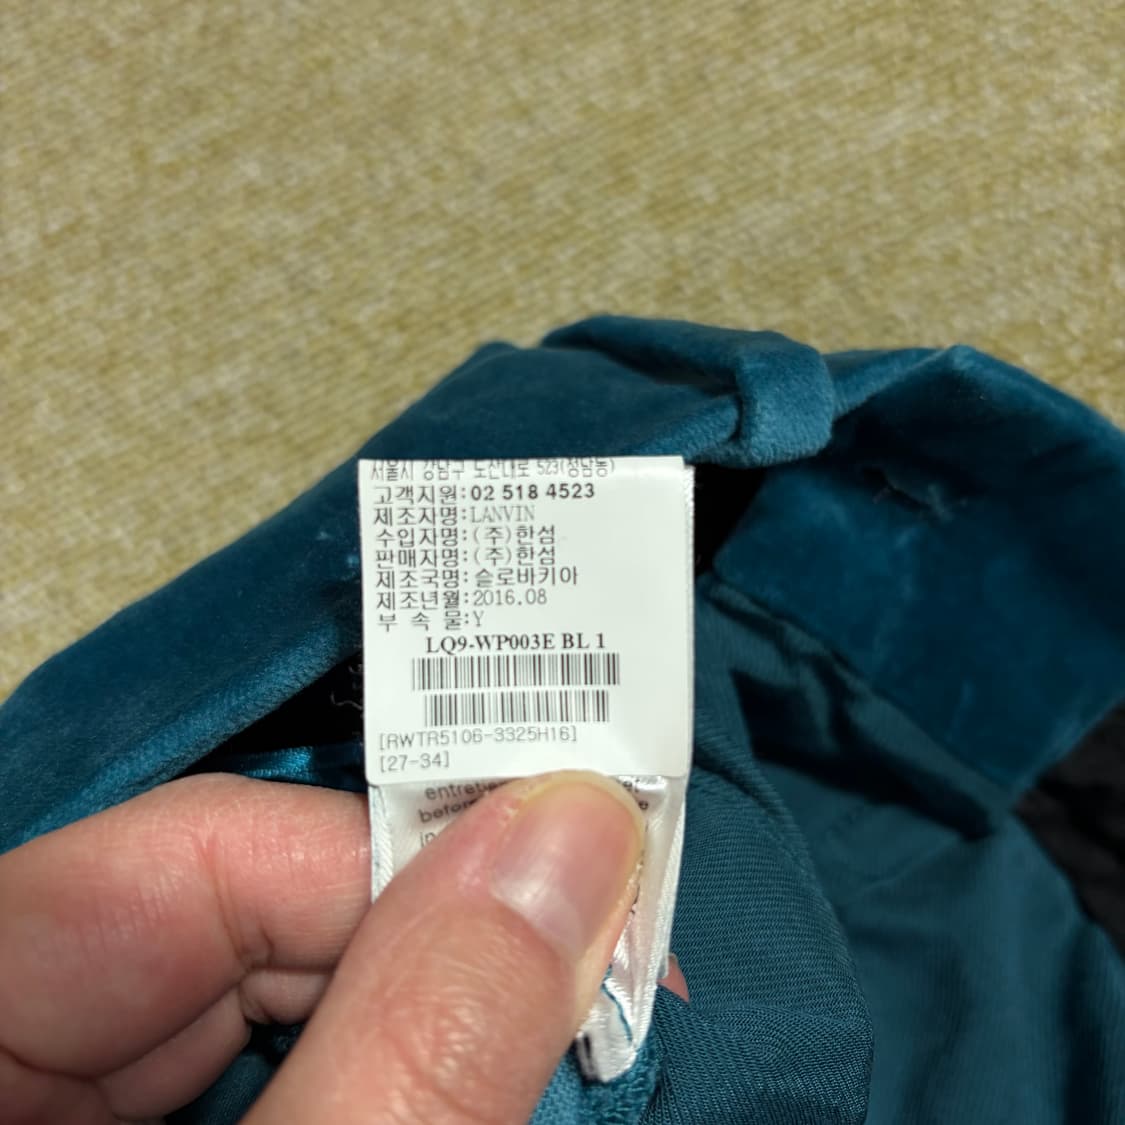 서울시 강남구 도산대로 523(청담동)
고객지원:02 518 4523
제조자명:LANVIN
수입자명:(주)한섬
판매자명:(주)한섬
제조국명:슬로바키아
제조년월:2016.08
부 속 물:Y
LQ9-WP003E BL 1
[RWTR5106-3325H16]
[27-34]